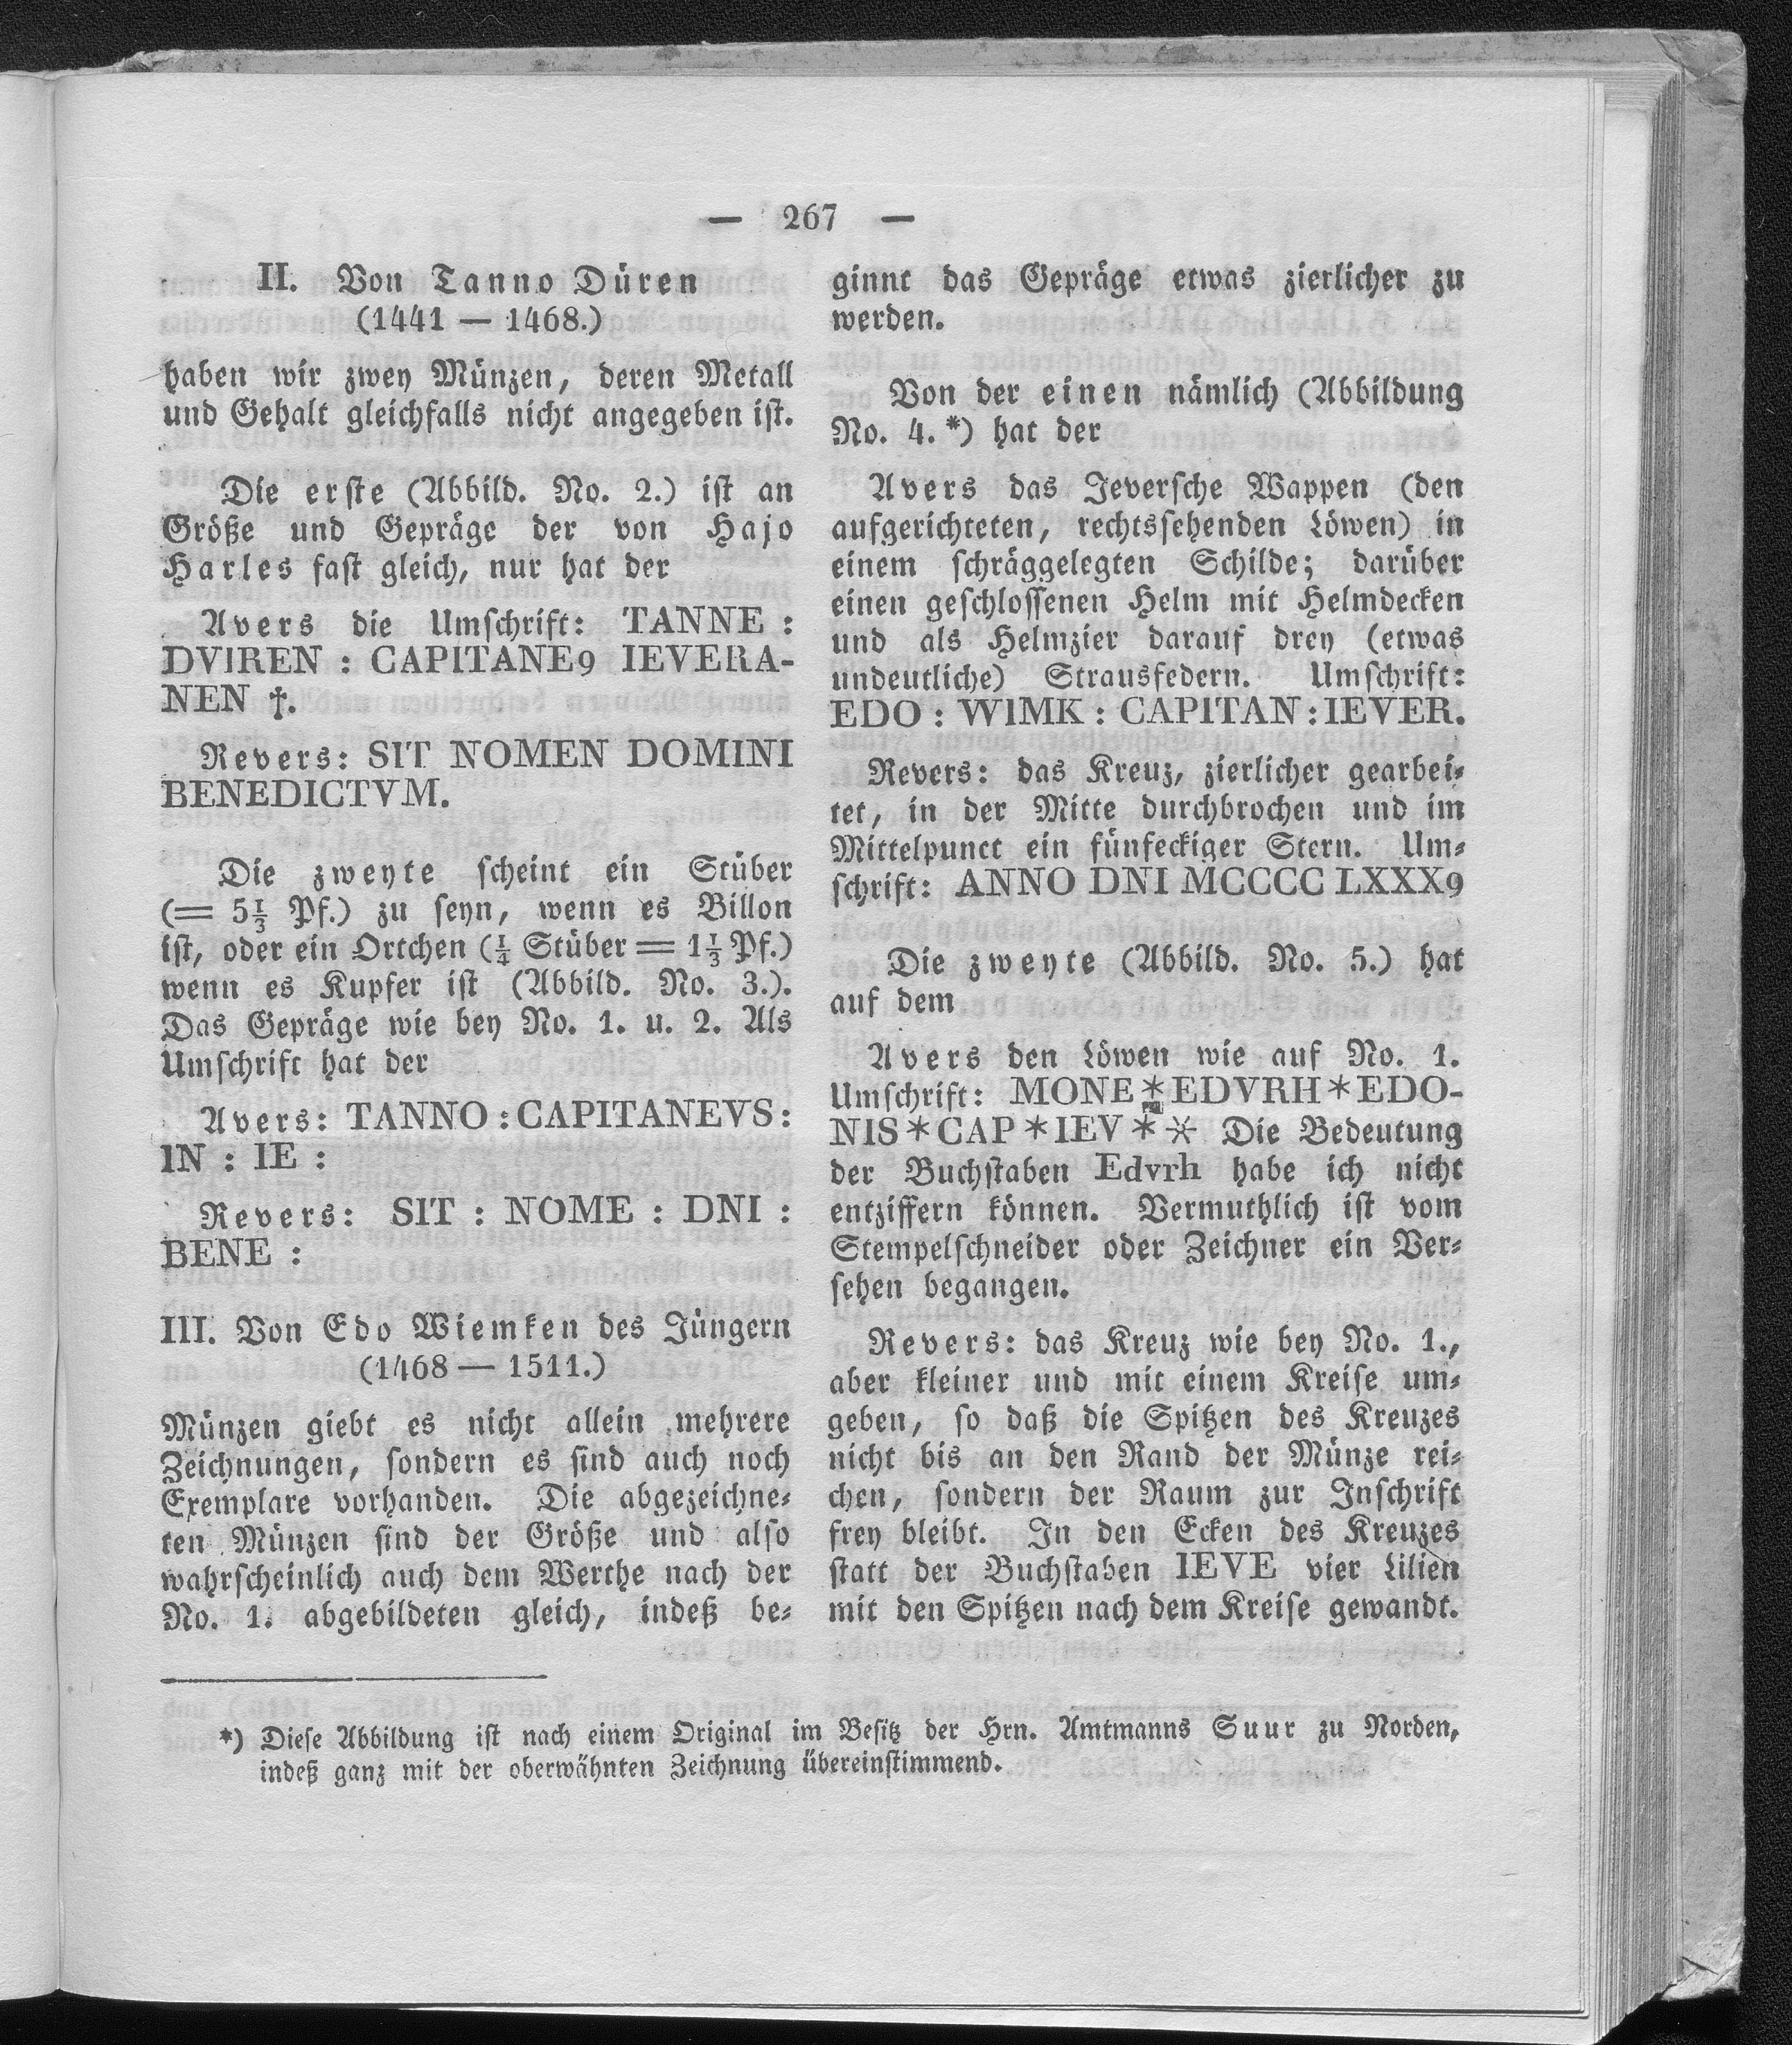 — 267 —
II. Von Tanno Düren
(1441 — 1468.)
haben wir zwey Münzen, deren Metall
und Gehalt gleichfalls nicht angegeben ist.
Die erste (Abbild. No. 2.) ist an
Größe und Gepräge der von Hajo
Harles fast gleich, nur hat der
Avers die Umschrift: TANNE :
DVIREN : CAPITANE9 IEVERA-
NEN ☨.
Revers: SIT NOMEN DOMINI
BENEDICTVM.
Die zweyte scheint ein Stüber
(= 5⅓ Pf.) zu seyn, wenn es Billon
ist, oder ein Ortchen (¼ Stüber = 1⅓ Pf.)
wenn es Kupfer ist (Abbild. No. 3.).
Das Gepräge wie bey No. 1. u. 2. Als
Umschrift hat der
Avers: TANNO : CAPITANEVS :
IN : IE :
Revers: SIT : NOME : DNI :
BENE :
III. Von Edo Wiemken des Jüngern
(1468 — 1511.)
Münzen giebt es nicht allein mehrere
Zeichnungen, sondern es sind auch noch
Exemplare vorhanden. Die abgezeichne-
ten Münzen sind der Größe und also
wahrscheinlich auch dem Werthe nach der
No. 1. abgebildeten gleich, indeß be-
ginnt das Gepräge etwas zierlicher zu
werden.
Von der einen nämlich (Abbildung
No. 4. *) hat der
Avers das Jeversche Wappen (den
aufgerichteten, rechtssehenden Löwen) in
einem schräggelegten Schilde; darüber
einen geschlossenen Helm mit Helmdecken
und als Helmzier darauf drey (etwas
undeutliche) Strausfedern. Umschrift:
EDO : WIMK : CAPITAN : IEVER.
Revers: das Kreuz, zierlicher gearbei-
tet, in der Mitte durchbrochen und im
Mittelpunct ein fünfeckiger Stern. Um-
schrift: ANNO DNI MCCCC LXXX9
Die zweyte (Abbild. No. 5.) hat
auf dem
Avers den Löwen wie auf No. 1.
Umschrift: MONE * EDVRH * EDO-
NIS * CAP * IEV * * Die Bedeutung
der Buchstaben Edvrh habe ich nicht
entziffern können. Vermuthlich ist vom
Stempelschneider oder Zeichner ein Ver-
sehen begangen.
Revers: das Kreuz wie bey No. 1.,
aber kleiner und mit einem Kreise um-
geben, so daß die Spitzen des Kreuzes
nicht bis an den Rand der Münze rei-
chen, sondern der Raum zur Inschrift
frey bleibt. In den Ecken des Kreuzes
statt der Buchstaben IEVE vier Lilien
mit den Spitzen nach dem Kreise gewandt.
*) Diese Abbildung ist nach einem Original im Besitz der Hrn. Amtmanns Suur zu Norden,
indeß ganz mit der oberwähnten Zeichnung übereinstimmend.